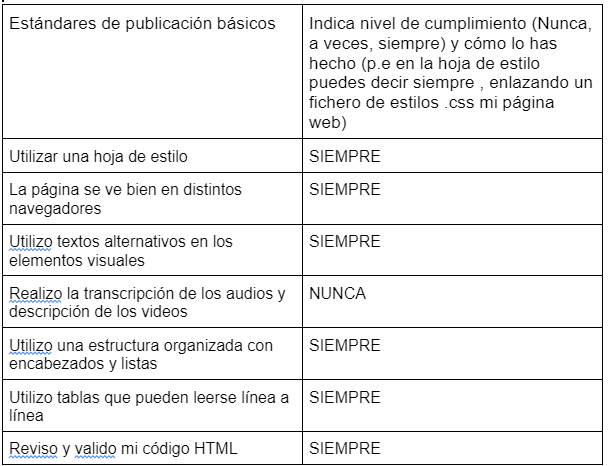 Estándares de publicación básicos
Indica nivel de cumplimiento (Nunca,
a veces, siempre) y cómo lo has
hecho (p.e en la hoja de estilo
puedes decir siempre , enlazando un
fichero de estilos .css mi página
web)
Utilizar una hoja de estilo
SIEMPRE
La página se ve bien en distintos
navegadores
SIEMPRE
Utilizo textos alternativos en los
elementos visuales
SIEMPRE
Realizo la transcripción de los audios y
descripción de los videos
NUNCA
Utilizo una estructura organizada con
encabezados y listas
SIEMPRE
Utilizo tablas que pueden leerse línea a
línea
SIEMPRE
Reviso y valido mi código HTML
SIEMPRE